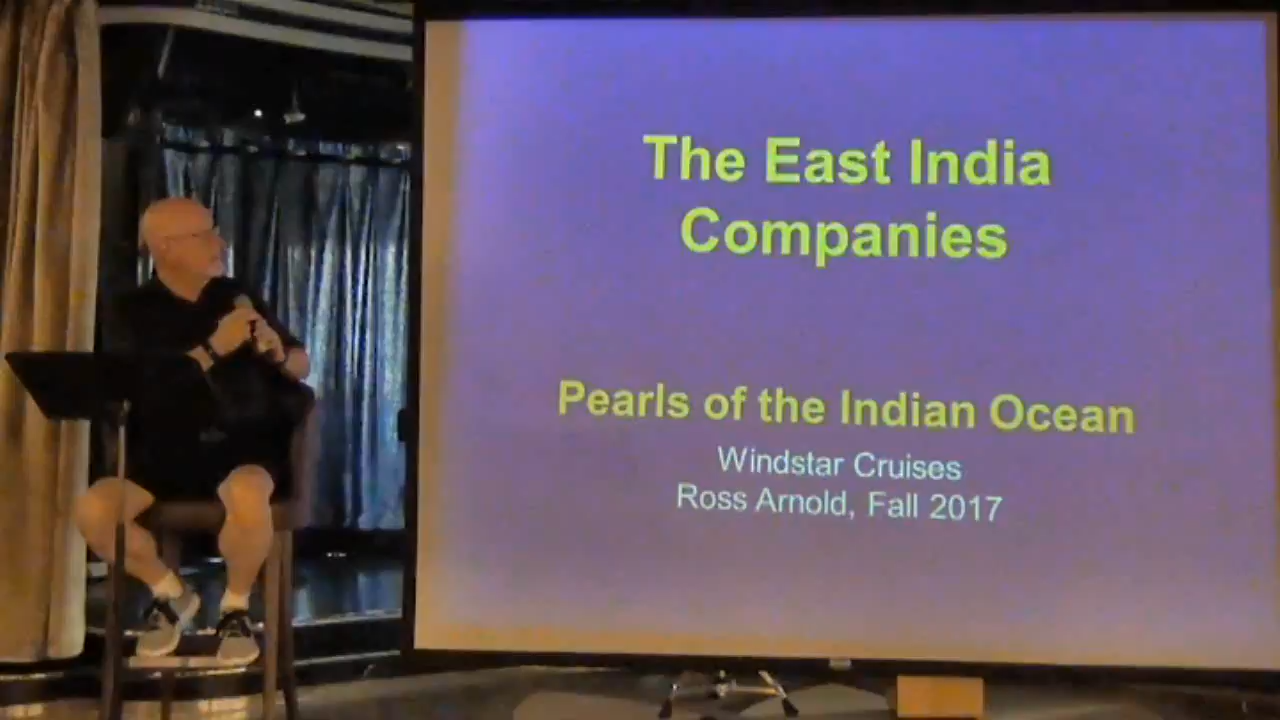 The East India
Companies
Pearls of the Indian Ocean
Windstar Cruises
Ross Arnold, Fall 2017